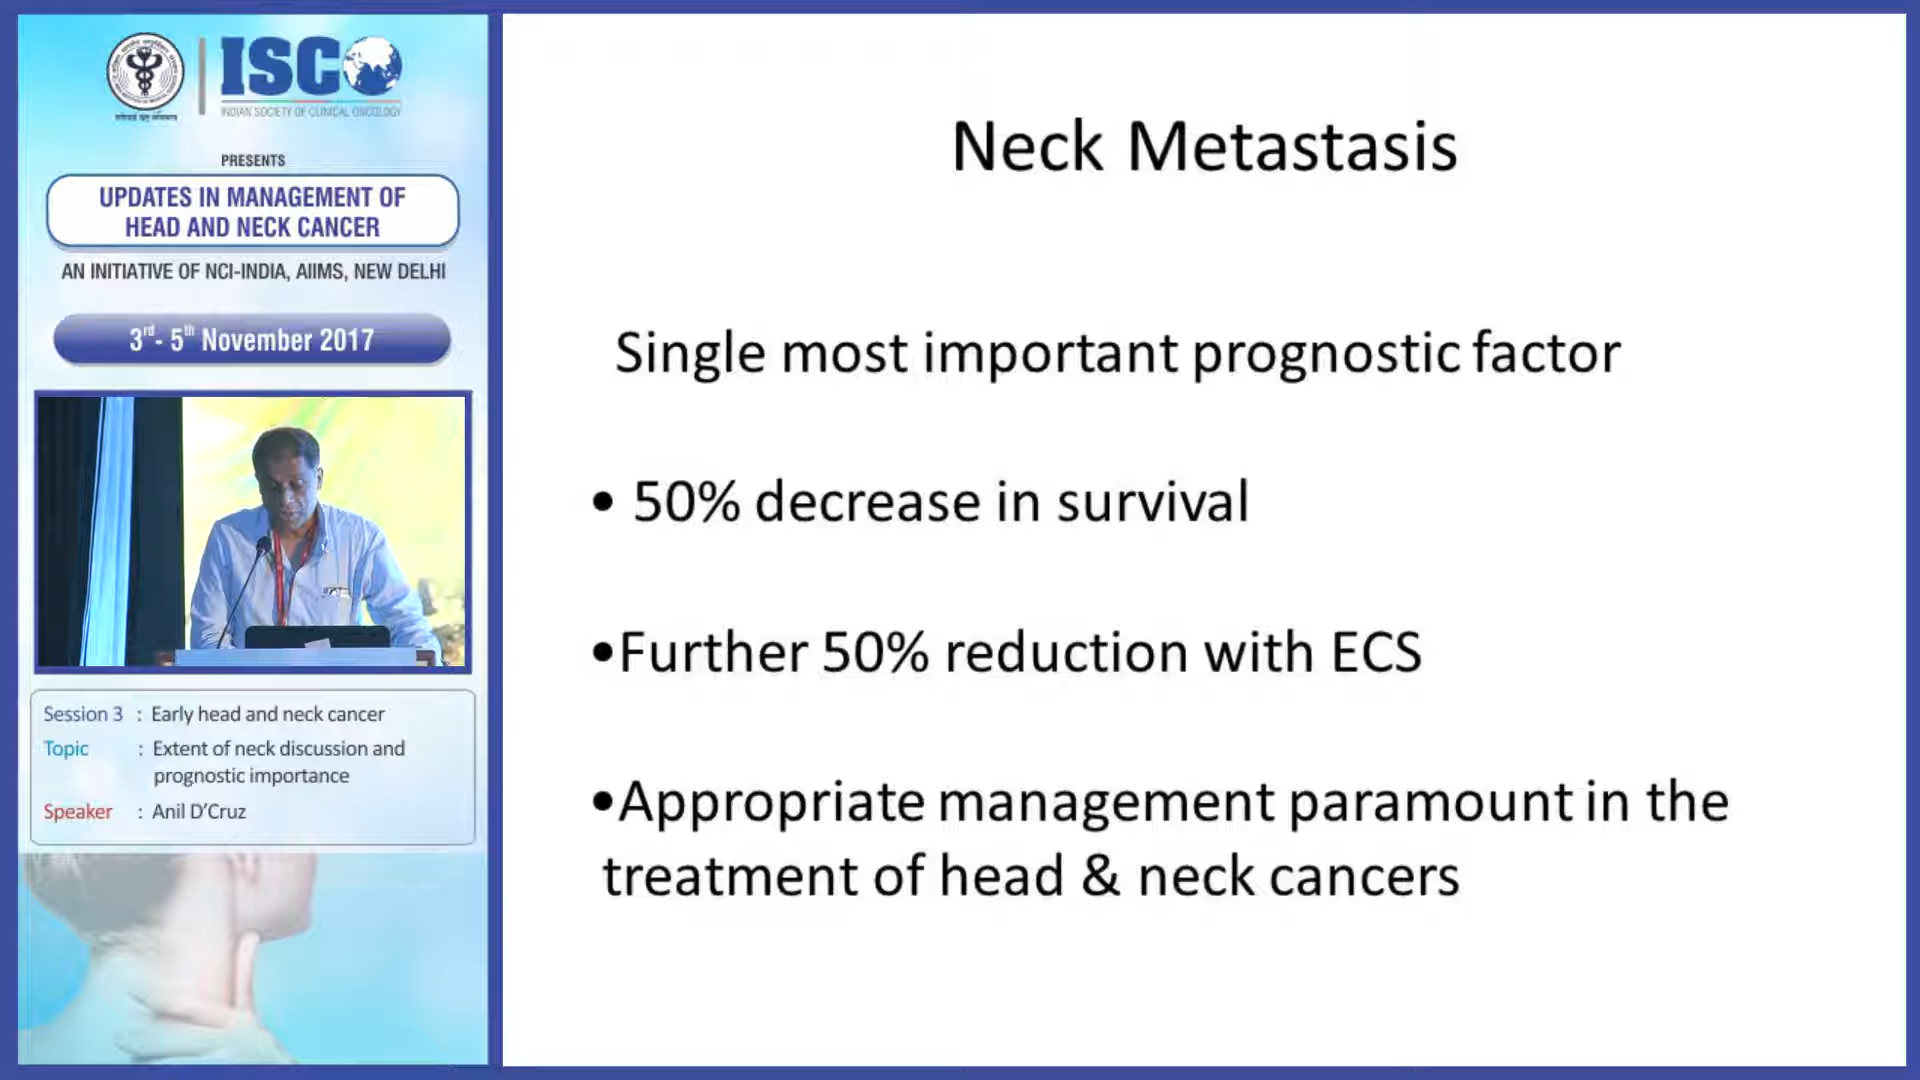 ISCO
INDIAN SOCIETY OF CLINICAL ONCOLOGY
PRESENTS
UPDATES IN MANAGEMENT OF
HEAD AND NECK CANCER
AN INITIATIVE OF NCI-INDIA, AIIMS, NEW DELHI
3rd- 5th November 2017
Session 3 : Early head and neck cancer
Topic : Extent of neck discussion and
prognostic importance
Speaker : Anil D'Cruz
Neck Metastasis
Single most important prognostic factor
• 50% decrease in survival
•Further 50% reduction with ECS
•Appropriate management paramount in the
treatment of head & neck cancers